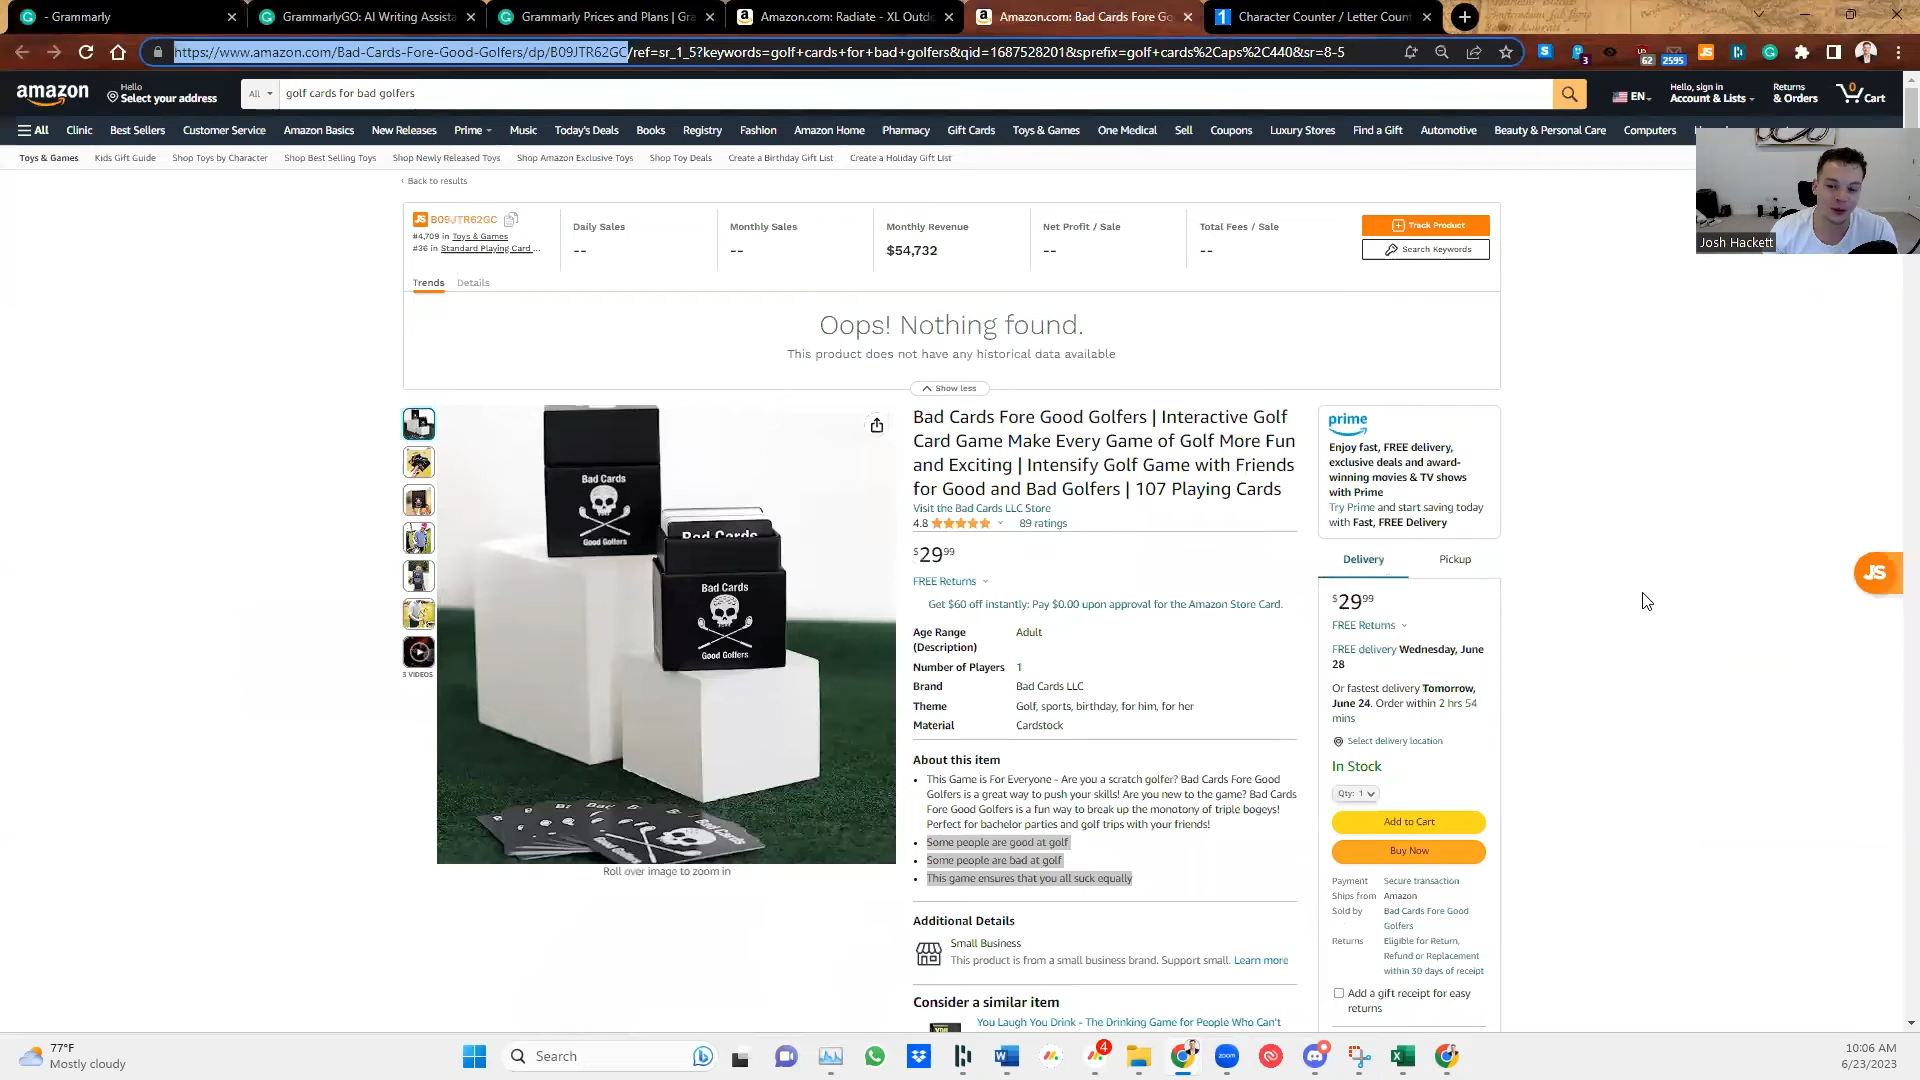 - Grammarly
GrammarlyGO: AI Writing Assista
Grammarly Prices and Plans | Gra
Amazon.com: Radiate - XL Outdo
Amazon.com: Bad Cards Fore Go
Character Counter / Letter Count
https://www.amazon.com/Bad-Cards-Fore-Good-Golfers/dp/B09JTR62GC/ref=sr_1_5?keywords=golf+cards+for+bad+golfers&qid=1687528201&sprefix=golf+cards%2Caps%2C440&sr=8-5
3
62
2595
amazon
Hello
Select your address
All
golf cards for bad golfers
EN
Hello, sign in
Account & Lists
Returns
& Orders
0
Cart
All
Clinic
Best Sellers
Customer Service
Amazon Basics
New Releases
Prime
Music
Today's Deals
Books
Registry
Fashion
Amazon Home
Pharmacy
Gift Cards
Toys & Games
One Medical
Sell
Coupons
Luxury Stores
Find a Gift
Automotive
Beauty & Personal Care
Computers
Toys & Games
Kids Gift Guide
Shop Toys by Character
Shop Best Selling Toys
Shop Newly Released Toys
Shop Amazon Exclusive Toys
Shop Toy Deals
Create a Birthday Gift List
Create a Holiday Gift List
‹ Back to results
Josh Hackett
JS B09JTR62GC
#4,709 in Toys & Games
#36 in Standard Playing Card ...
Daily Sales
--
Monthly Sales
--
Monthly Revenue
$54,732
Net Profit / Sale
--
Total Fees / Sale
--
Track Product
Search Keywords
Trends
Details
Oops! Nothing found.
This product does not have any historical data available
Show less
Bad Cards
Good Golfers
Bad Cards
Bad Cards
Good Golfers
Bad Cards
3 VIDEOS
Roll over image to zoom in
Bad Cards Fore Good Golfers | Interactive Golf
Card Game Make Every Game of Golf More Fun
and Exciting | Intensify Golf Game with Friends
for Good and Bad Golfers | 107 Playing Cards
Visit the Bad Cards LLC Store
4.8
89 ratings
$29 99
FREE Returns
Get $60 off instantly: Pay $0.00 upon approval for the Amazon Store Card.
Age Range
(Description)
Adult
Number of Players 1
Brand Bad Cards LLC
Theme Golf, sports, birthday, for him, for her
Material Cardstock
About this item
• This Game is For Everyone - Are you a scratch golfer? Bad Cards Fore Good
Golfers is a great way to push your skills! Are you new to the game? Bad Cards
Fore Good Golfers is a fun way to break up the monotony of triple bogeys!
Perfect for bachelor parties and golf trips with your friends!
• Some people are good at golf
• Some people are bad at golf
• This game ensures that you all suck equally
Additional Details
Small Business
This product is from a small business brand. Support small. Learn more
Consider a similar item
You Laugh You Drink - The Drinking Game for People Who Can't
prime
Enjoy fast, FREE delivery,
exclusive deals and award-
winning movies & TV shows
with Prime
Try Prime and start saving today
with Fast, FREE Delivery
Delivery
Pickup
$29 99
FREE Returns
FREE delivery Wednesday, June
28
Or fastest delivery Tomorrow,
June 24. Order within 2 hrs 54
mins
Select delivery location
In Stock
Qty: 1
Add to Cart
Buy Now
Payment Secure transaction
Ships from Amazon
Sold by Bad Cards Fore Good
Golfers
Returns Eligible for Return,
Refund or Replacement
within 30 days of receipt
Add a gift receipt for easy
returns
JS
77°F
Mostly cloudy
Search
4
zoom
10:06 AM
6/23/2023